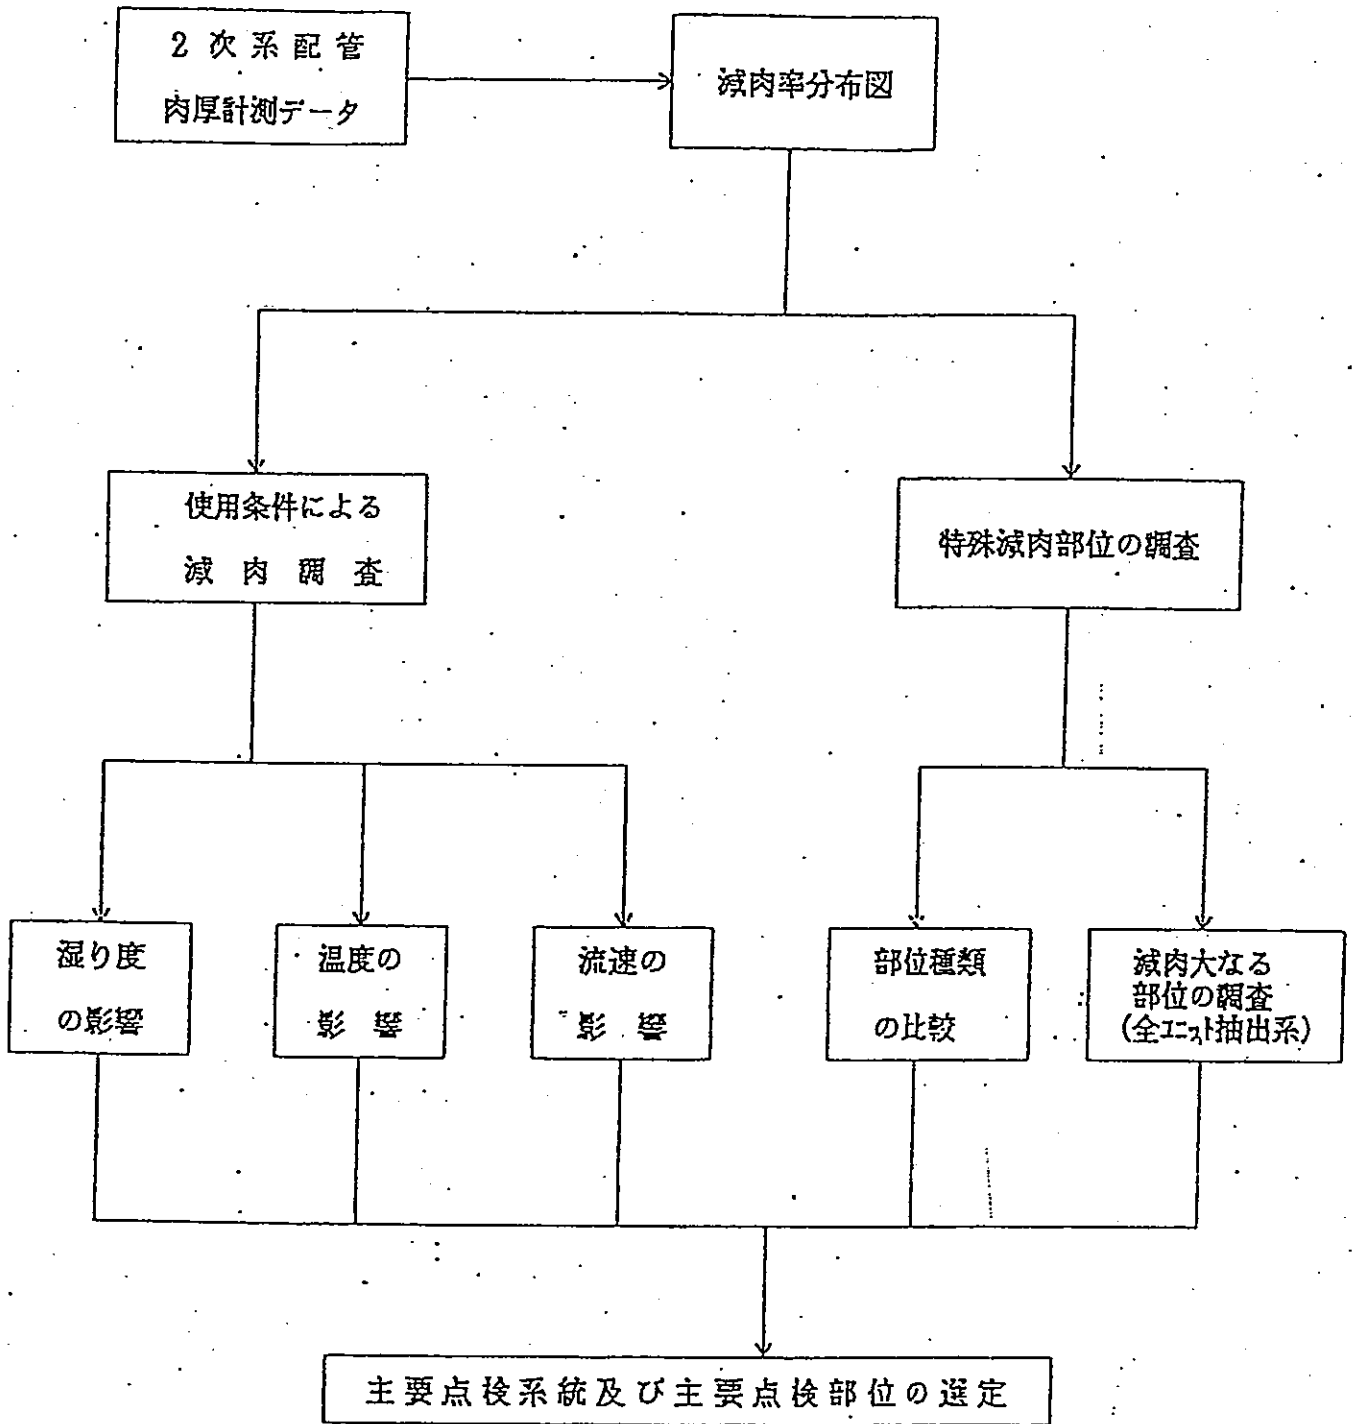 2次系配管
肉厚計測データ
減肉率分布図
使用条件による
減肉調査
特殊減肉部位の調査
湿り度
の影響
温度の
影響
流速の
影響
部位種類
の比較
減肉大なる
部位の調査
(全ユニット抽出系)
主要点検系統及び主要点検部位の選定